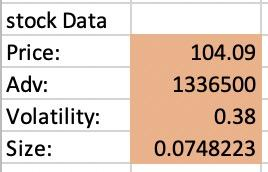 stock Data
Price: 104.09
Adv: 1336500
Volatility: 0.38
Size: 0.0748223